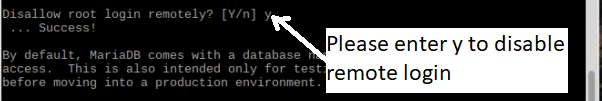 Disallow root login remotely? [Y/n] y
 ... Success!
Please enter y to disable
remote login
By default, MariaDB comes with a database
access.  This is also intended only for
before moving into a production environment.